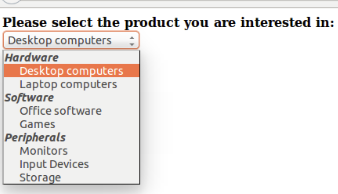 Please select the product you are interested in:
Desktop computers
Hardware
Desktop computers
Laptop computers
Software
Office software
Games
Peripherals
Monitors
Input Devices
Storage